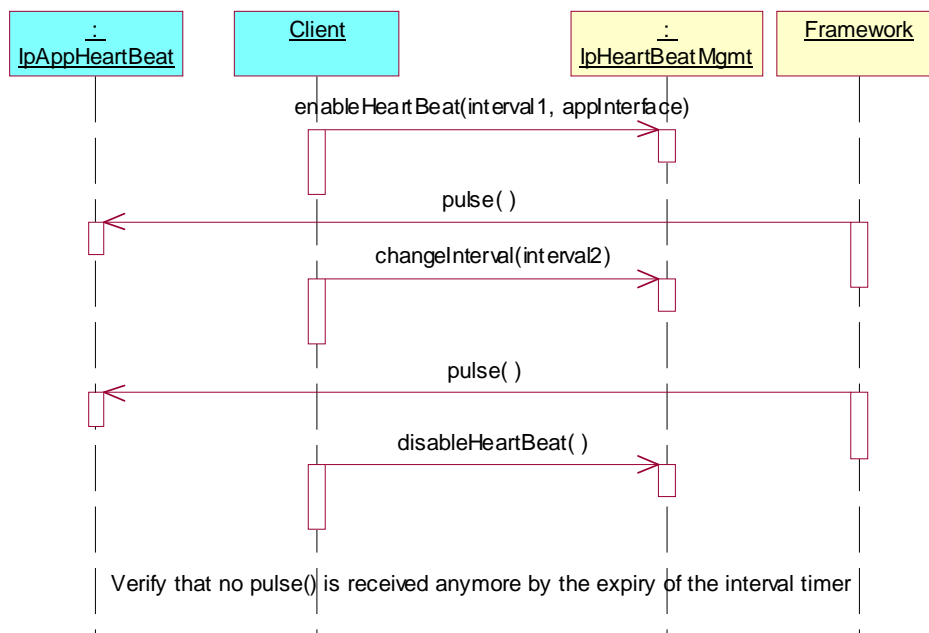 :
IpAppHeartBeat
Client
:
IpHeartBeatMgmt
Framework
enableHeartBeat(interval1, appInterface)
pulse( )
changeInterval(interval2)
pulse( )
disableHeartBeat( )
Verify that no pulse() is received anymore by the expiry of the interval timer